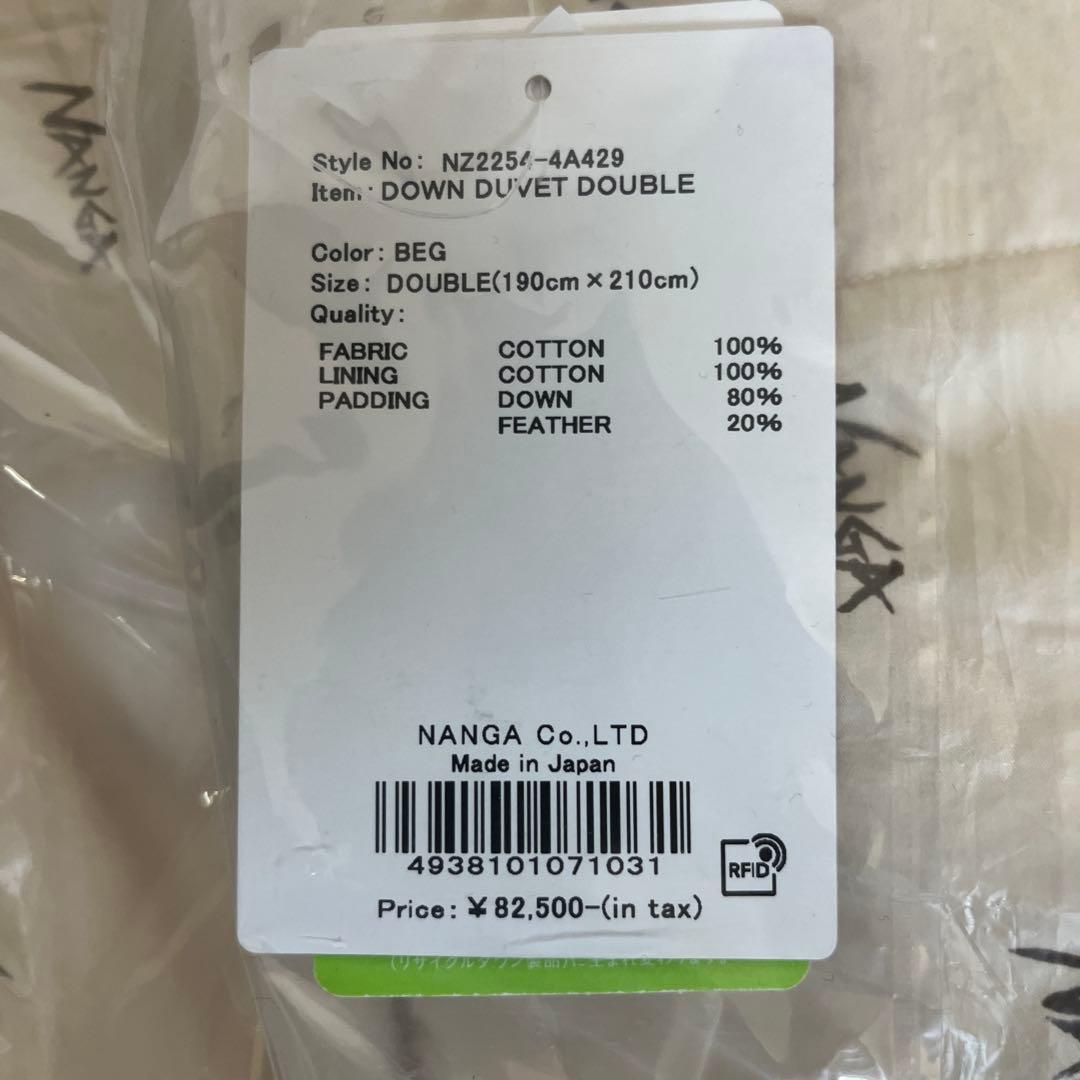 NANGA
Style No: NZ2254-4A429
Item: DOWN DUVET DOUBLE
Color: BEG
Size: DOUBLE(190cm×210cm)
Quality:
FABRIC COTTON 100%
LINING COTTON 100%
PADDING DOWN 80%
FEATHER 20%
NANGA
NANGA Co.,LTD
Made in Japan
4938101071031
RFID
Price: ¥82,500-(in tax)